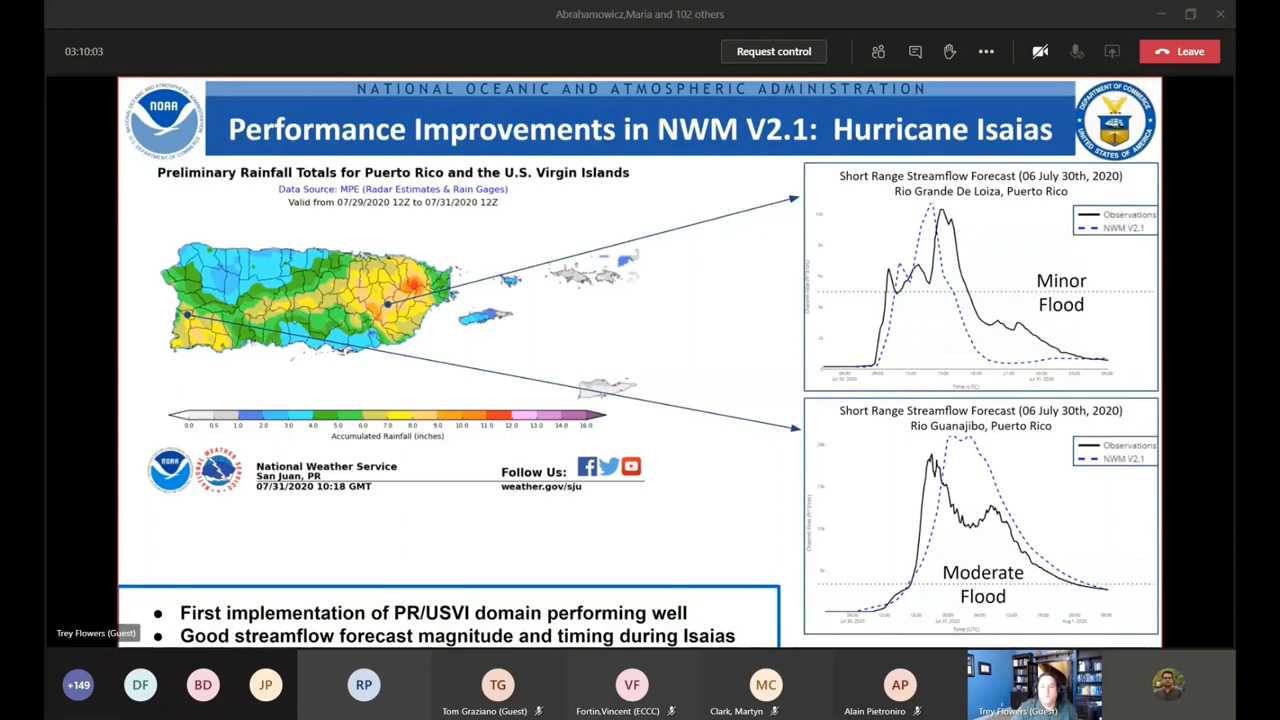 Abrahamowicz,Maria and 102 others
03:10:03
Request control
Leave
NATIONAL OCEANIC AND ATMOSPHERIC ADMINISTRATION
NOAA
Performance Improvements in NWM V2.1: Hurricane Isaias
Preliminary Rainfall Totals for Puerto Rico and the U.S. Virgin Islands
Data Source: MPE (Radar Estimates & Rain Gages)
Valid from 07/29/2020 12Z to 07/31/2020 12Z
0.0 0.5 1.0 2.0 3.0 4.0 5.0 6.0 7.0 8.0 9.0 10.0 11.0 12.0 13.0 14.0 16.0
Accumulated Rainfall (inches)
NOAA
National Weather Service
San Juan, PR
07/31/2020 10:18 GMT
Follow Us:
weather.gov/sju
Short Range Streamflow Forecast (06 July 30th, 2020)
Rio Grande De Loiza, Puerto Rico
Observations
NWM V2.1
Minor
Flood
Time (UTC)
Short Range Streamflow Forecast (06 July 30th, 2020)
Rio Guanajibo, Puerto Rico
Observations
NWM V2.1
Moderate
Flood
Time (UTC)
● First implementation of PR/USVI domain performing well
● Good streamflow forecast magnitude and timing during Isaias
Trey Flowers (Guest)
+149
DF
BD
JP
RP
TG
Tom Graziano (Guest)
VF
Fortin,Vincent (ECCC)
MC
Clark, Martyn
AP
Alain Pietroniro
Trey Flowers (Guest)